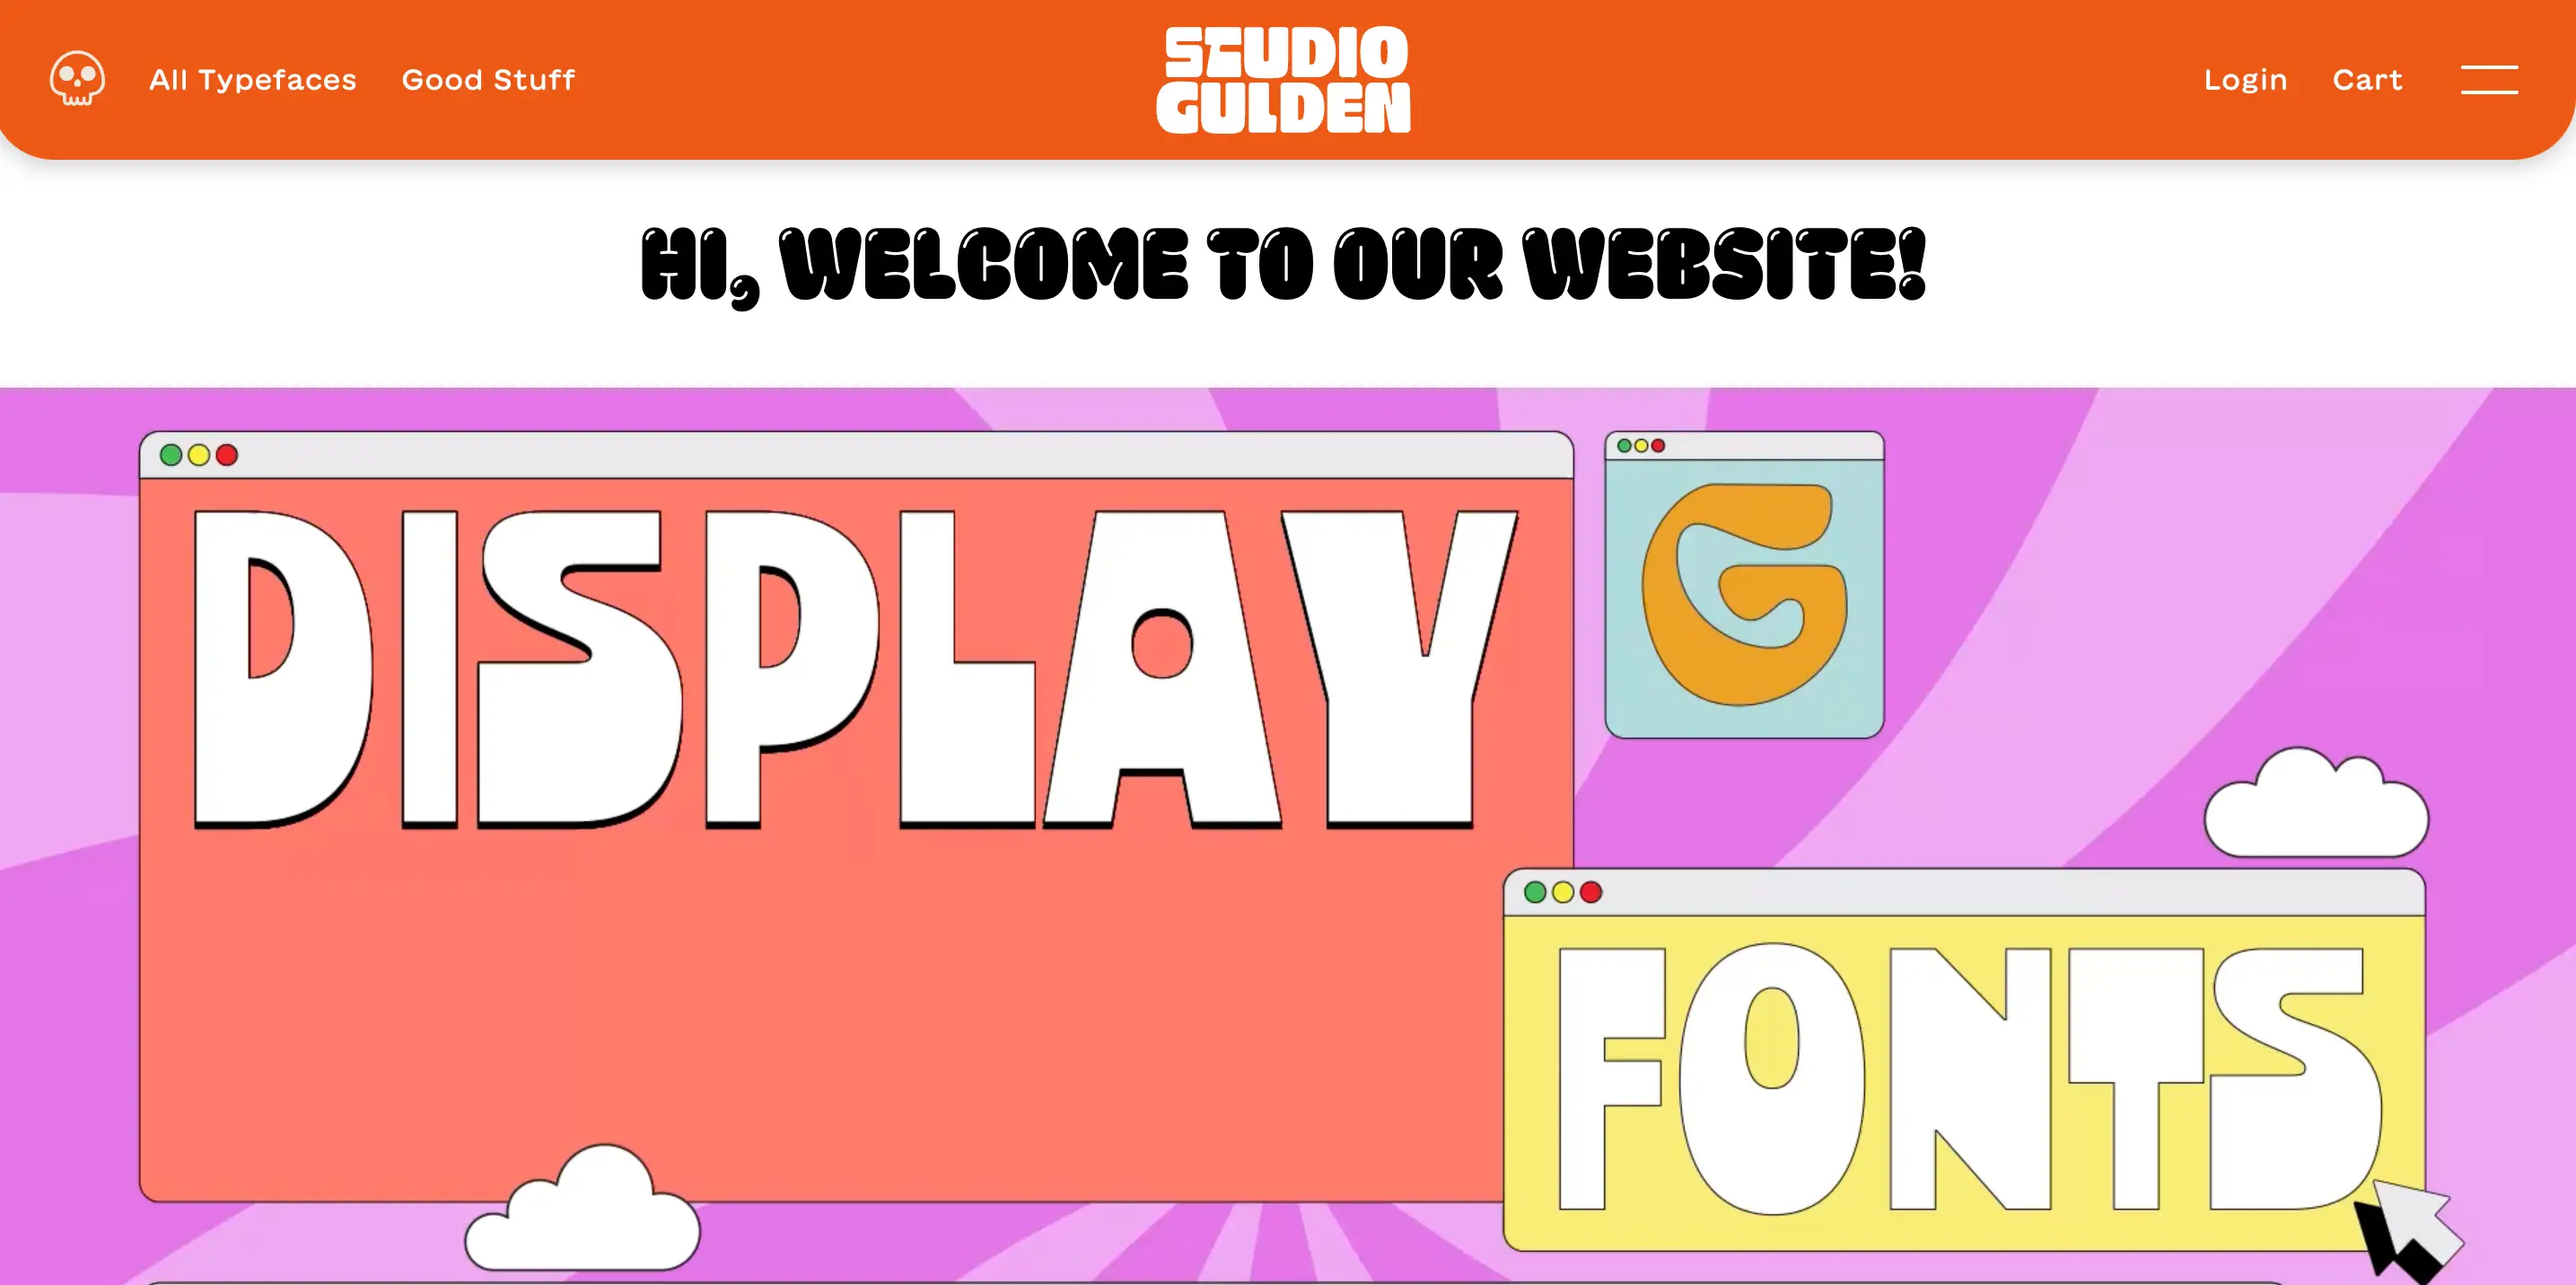 All Typefaces
Good Stuff
STUDIO
GULDEN
Login
Cart
HI, WELCOME TO OUR WEBSITE!
DISPLAY
G
FONTS